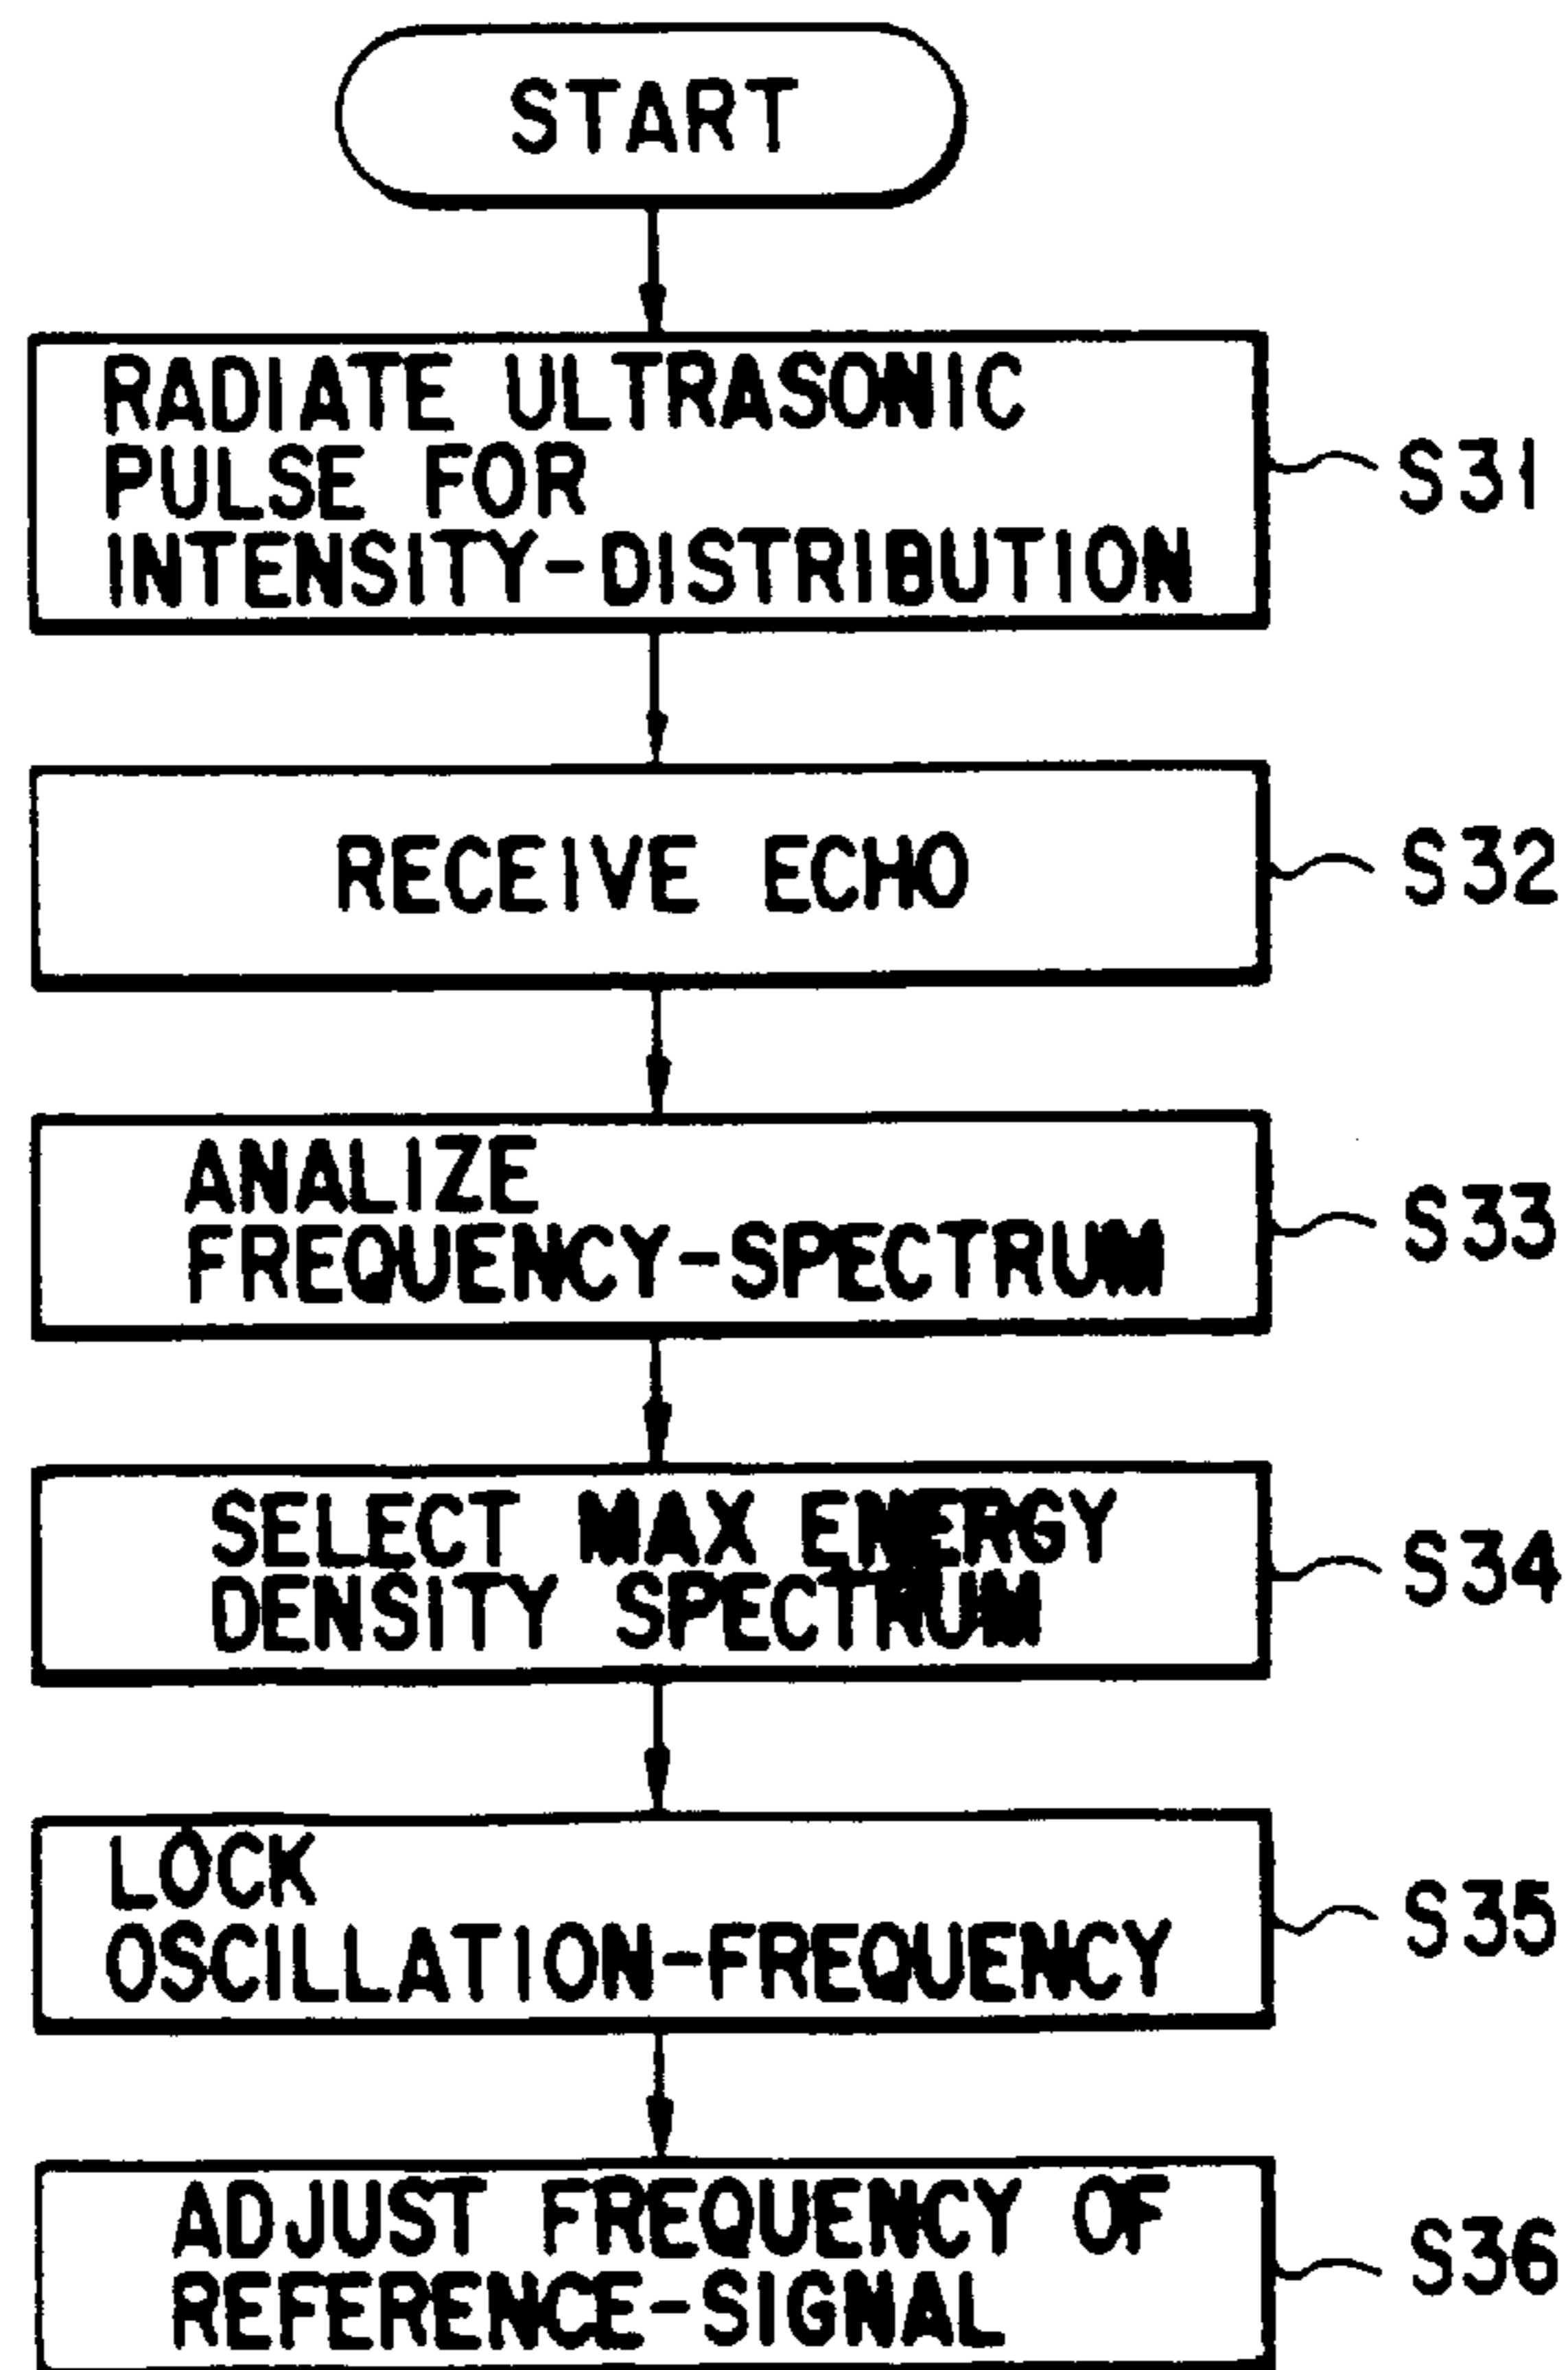 START
RADIATE ULTRASONIC
PULSE FOR
INTENSITY-DISTRIBUTION
S31
RECEIVE ECHO
S32
ANALIZE
FREQUENCY-SPECTRUM
S33
SELECT MAX ENERGY
DENSITY SPECTRUM
S34
LOCK
OSCILLATION-FREQUENCY
S35
ADJUST FREQUENCY OF
REFERENCE-SIGNAL
S36